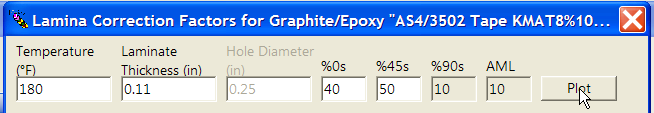 Lamina Correction Factors for Graphite/Epoxy "AS4/3502 Tape KMAT8%10...
Temperature (°F) Laminate Thickness (in) Hole Diameter (in) %0s %45s %90s AML
180 0.11 0.25 40 50 10 10 Plot